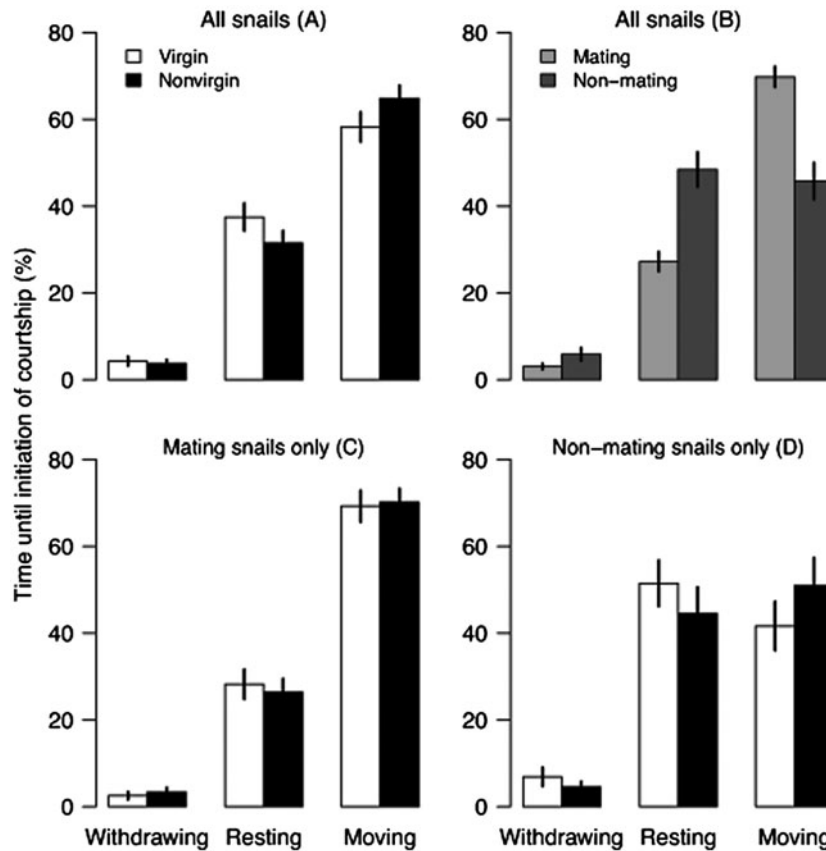 All snails (A)
Virgin
Nonvirgin
80
60
40
20
0
All snails (B)
Mating
Non-mating
80
60
40
20
0
Time until initiation of courtship (%)
Mating snails only (C)
80
60
40
20
0
Withdrawing Resting Moving
Non-mating snails only (D)
80
60
40
20
0
Withdrawing Resting Moving